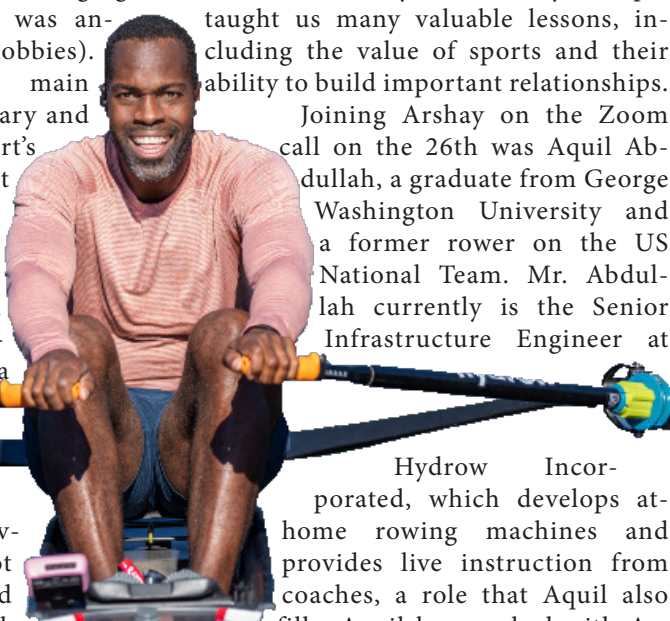 was an-
obbies).
main
ary and
rt's
t
-
a
v-
ot
d
taught us many valuable lessons, in-
cluding the value of sports and their
ability to build important relationships.
Joining Arshay on the Zoom
call on the 26th was Aquil Ab-
dullah, a graduate from George
Washington University and
a former rower on the US
National Team. Mr. Abdul-
lah currently is the Senior
Infrastructure Engineer at
Hydrow Incor-
porated, which develops at-
home rowing machines and
provides live instruction from
coaches, a role that Aquil also